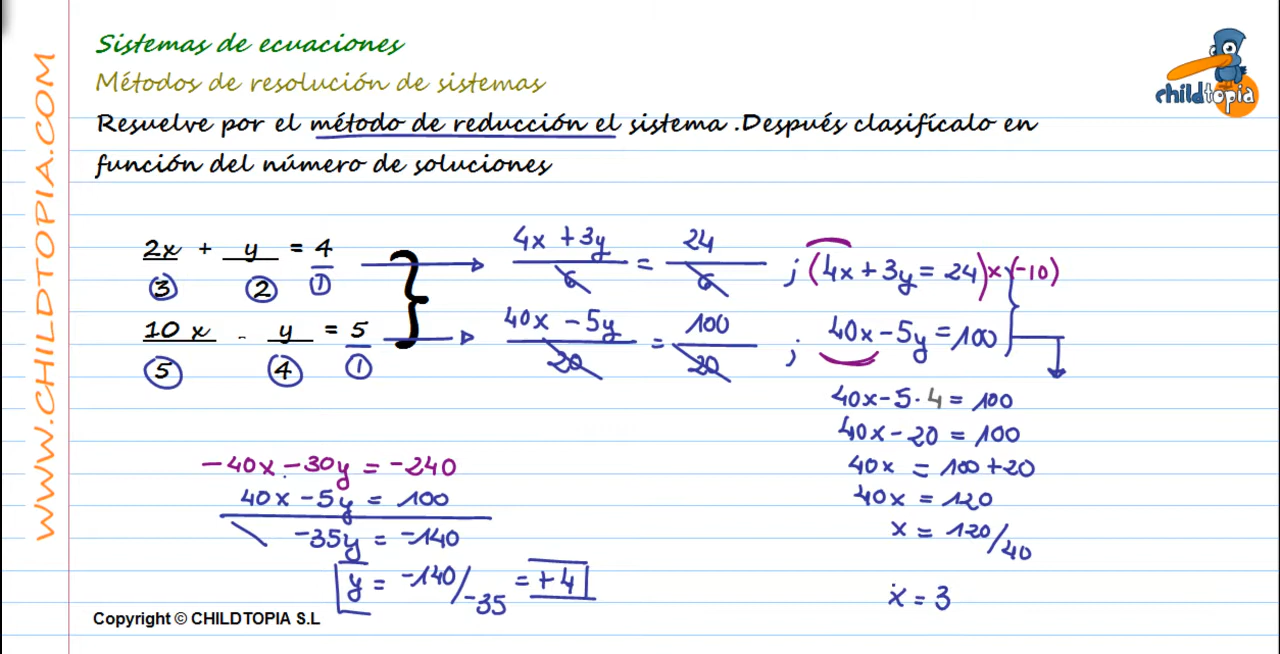 Sistemas de ecuaciones
Métodos de resolución de sistemas
childtopia
Resuelve por el método de reducción el sistema .Después clasifícalo en
función del número de soluciones
WWW.CHILDTOPIA.COM
2x + y = 4
3 2 1
10 x - y = 5
5 4 1
4x + 3y = 24
6 6
40x - 5y = 100
20 20
; (4x + 3y = 24) x (-10)
; 40x - 5y = 100
40x - 5 · 4 = 100
40x - 20 = 100
40x = 100 + 20
40x = 120
x = 120/40
x = 3
-40x - 30y = -240
40x - 5y = 100
-35y = -140
y = -140/-35 = +4
Copyright © CHILDTOPIA S.L